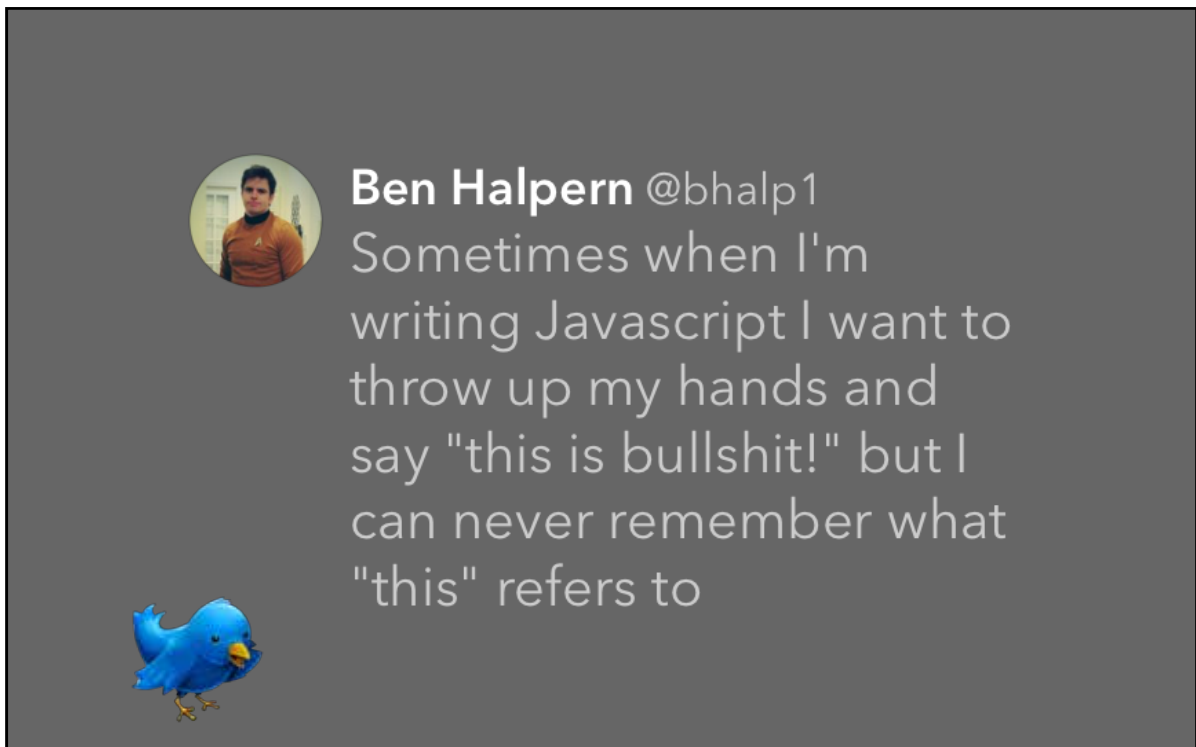 Ben Halpern @bhalp1
Sometimes when I'm
writing Javascript I want to
throw up my hands and
say "this is bullshit!" but I
can never remember what
"this" refers to